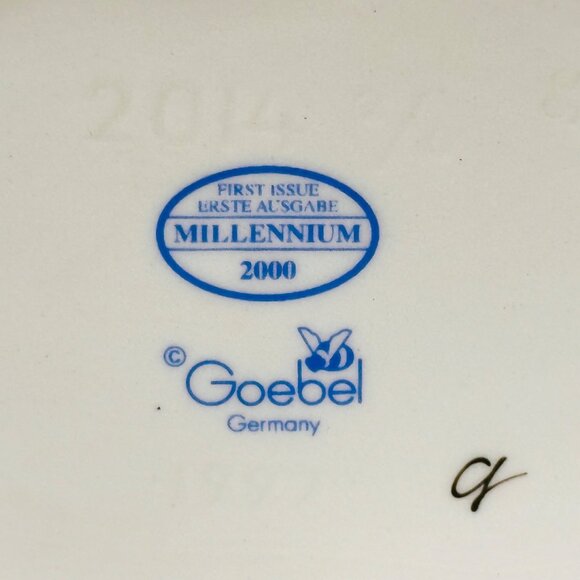 FIRST ISSUE
ERSTE AUSGABE
MILLENNIUM
2000
© Goebel
Germany